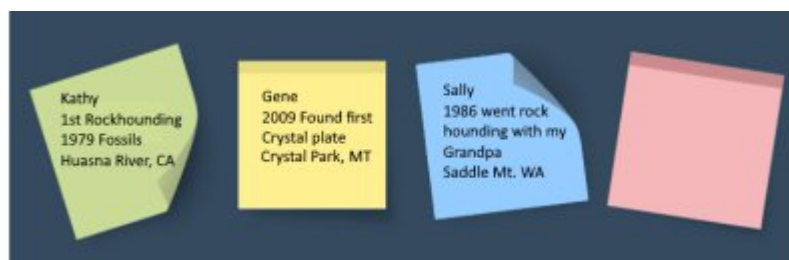 Kathy
1st Rockhounding
1979 Fossils
Huasna River, CA
Gene
2009 Found first
Crystal plate
Crystal Park, MT
Sally
1986 went rock
hounding with my
Grandpa
Saddle Mt. WA